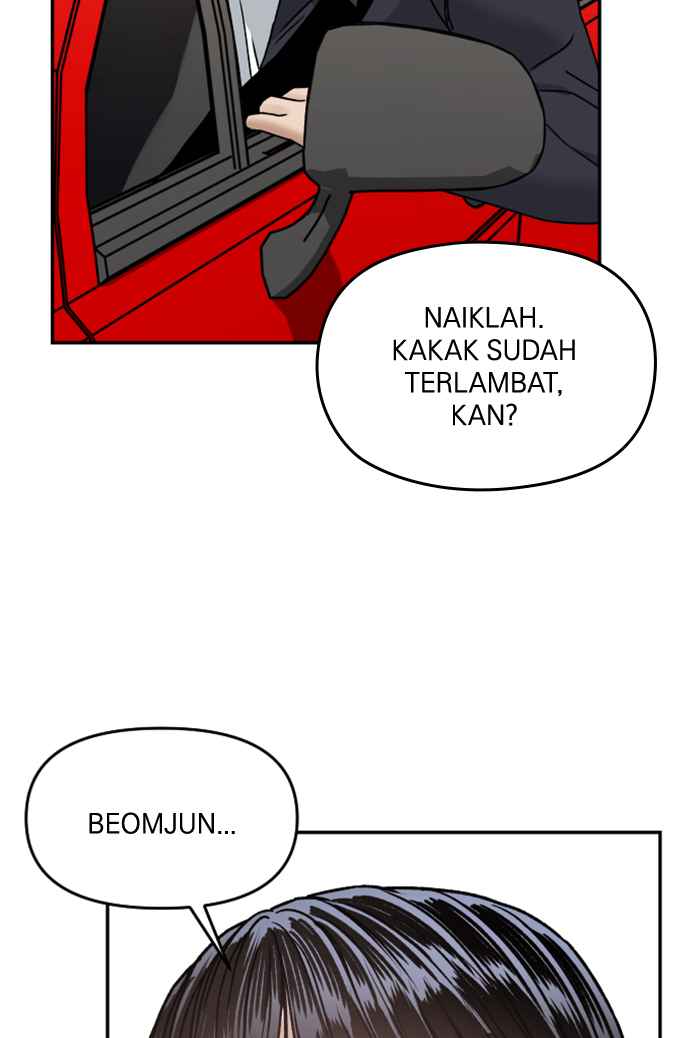 NAIKLAH.
KAKAK SUDAH
TERLAMBAT,
KAN?
BEOMJUN...